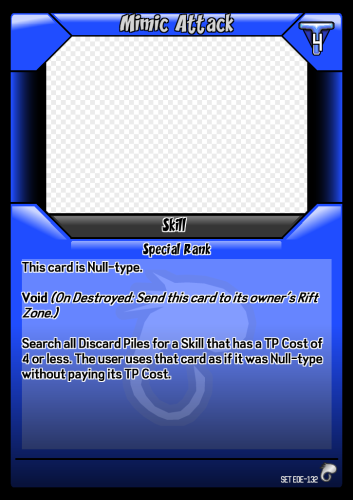 Mimic Attack
4
Skill
Special Rank
This card is Null-type.
Void (On Destroyed: Send this card to its owner's Rift
Zone.)
Search all Discard Piles for a Skill that has a TP Cost of
4 or less. The user uses that card as if it was Null-type
without paying its TP Cost.
SET EDE-132